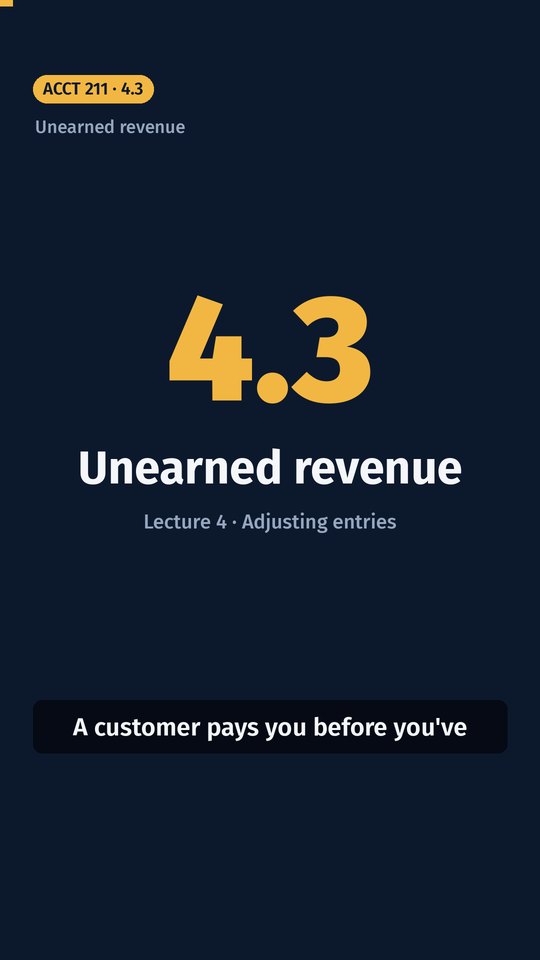 ACCT 211 · 4.3
Unearned revenue
4.3
Unearned revenue
Lecture 4 · Adjusting entries
A customer pays you before you've